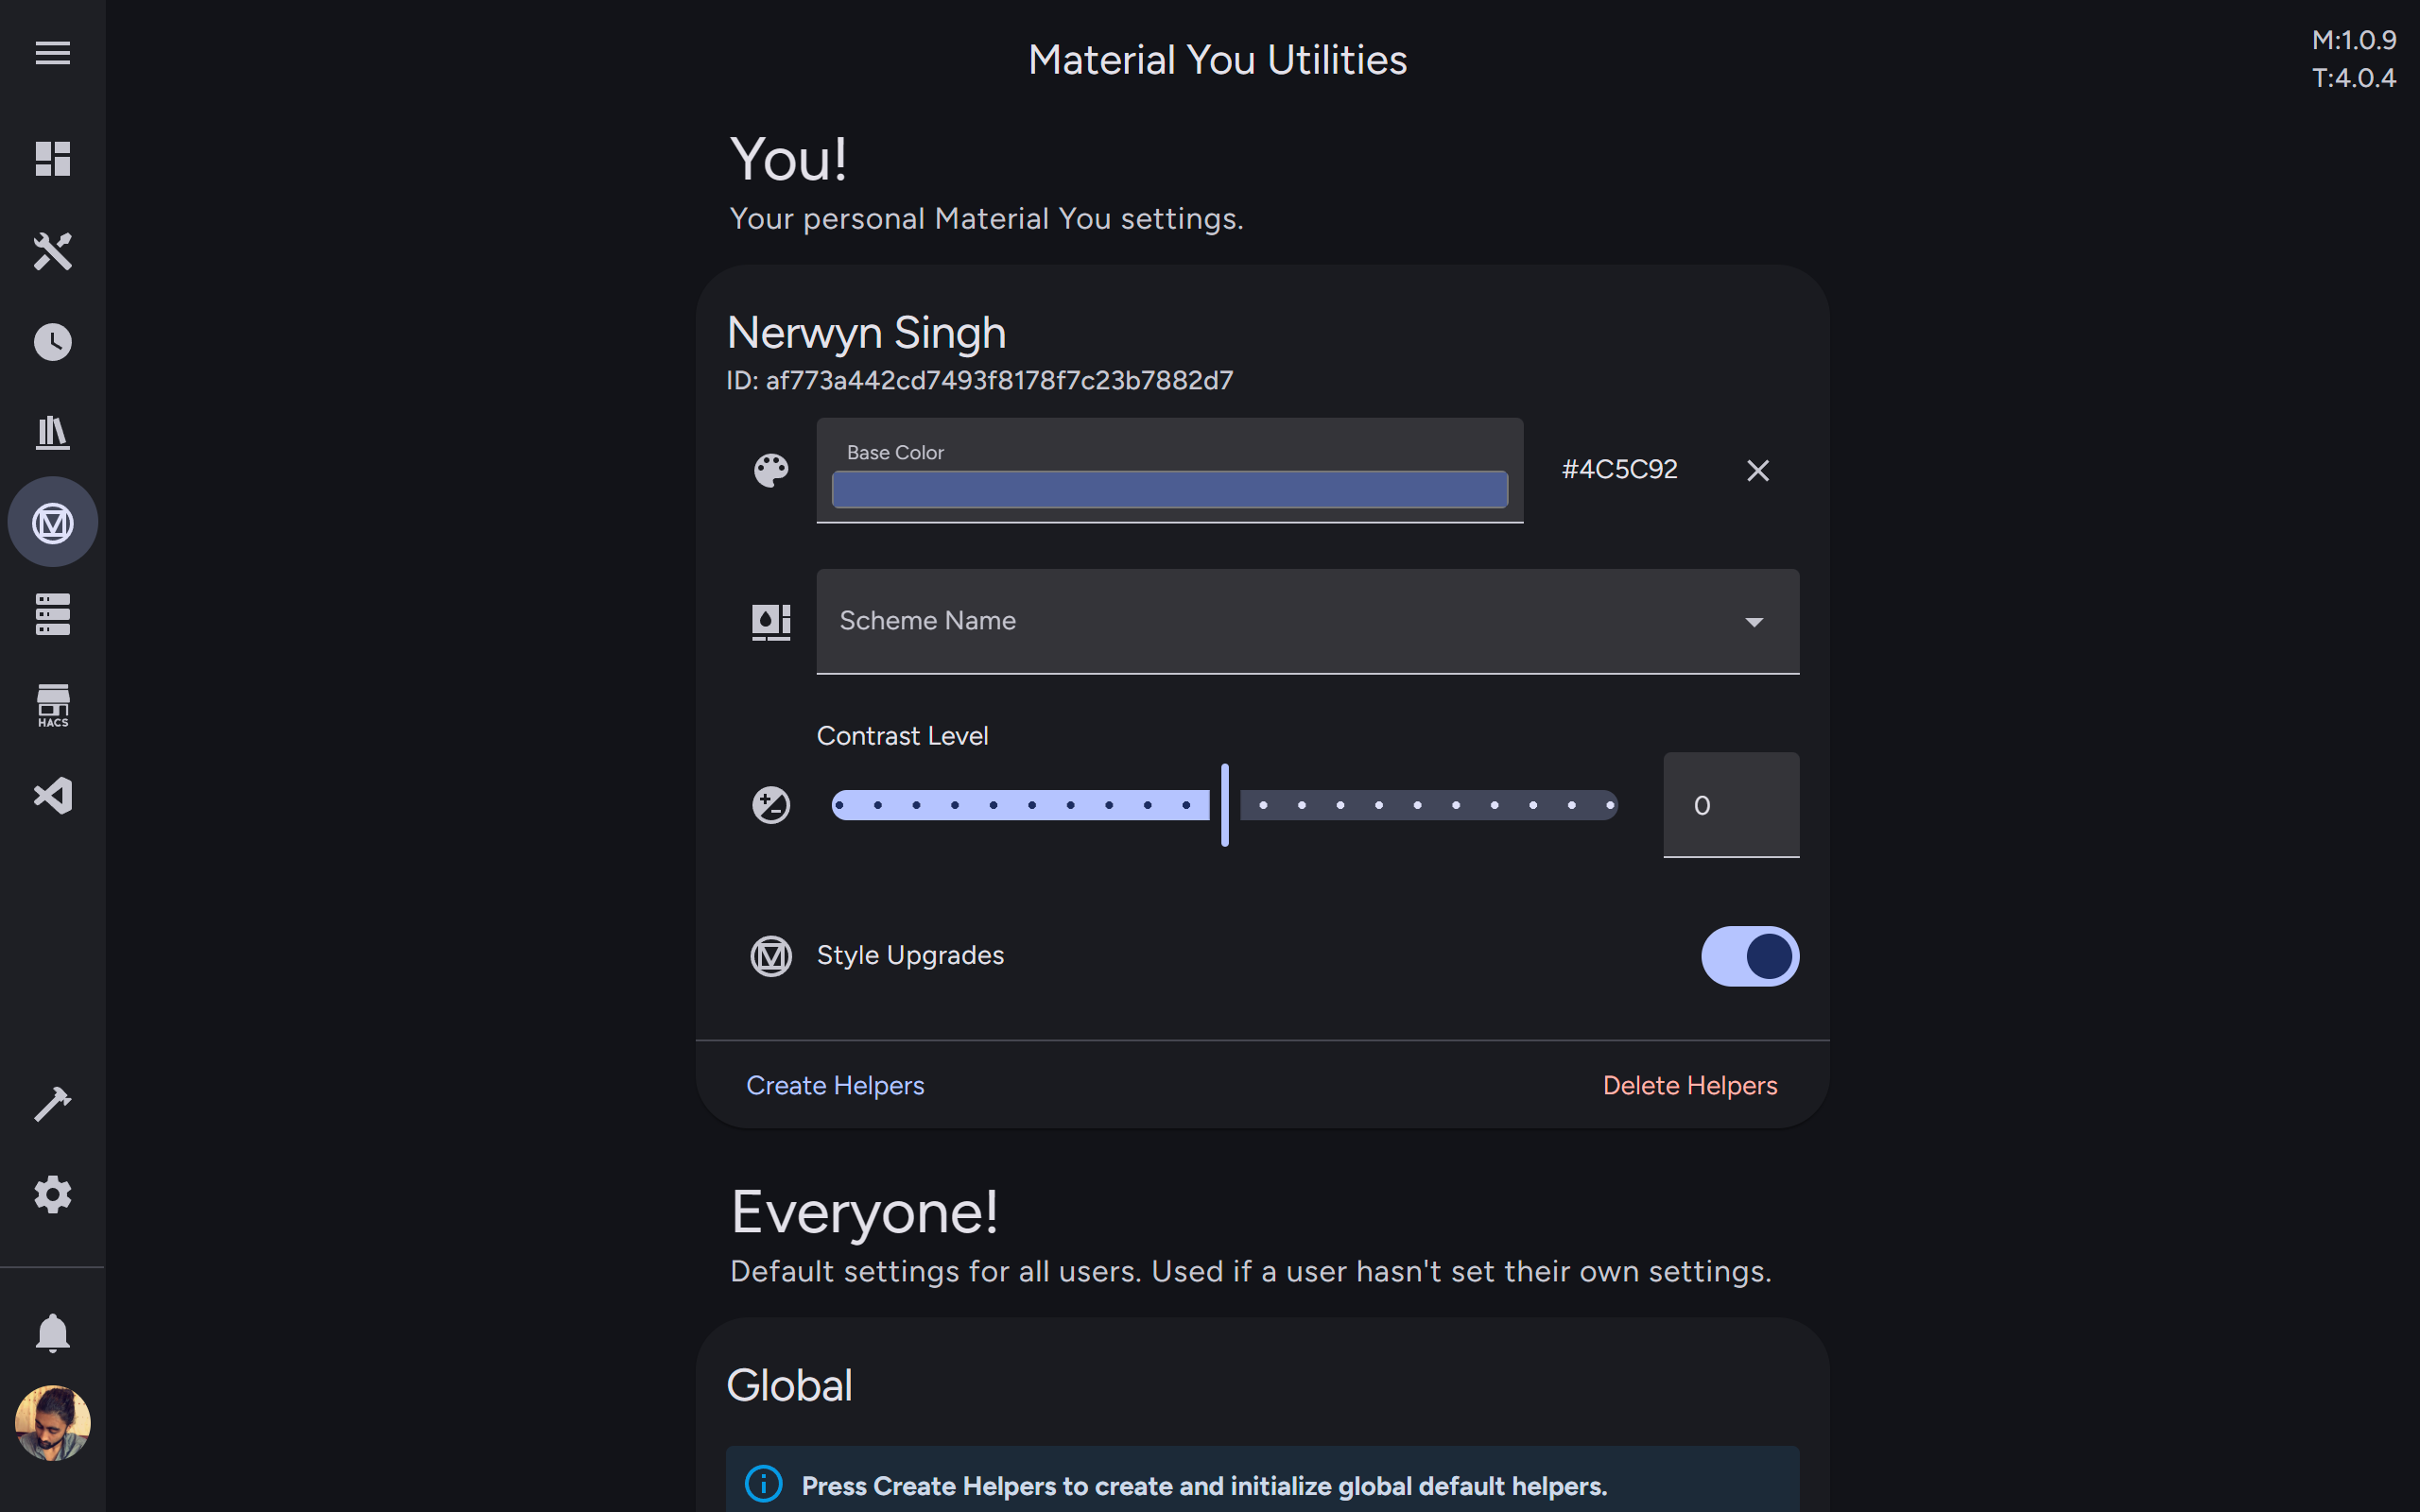 Material You Utilities
M:1.0.9
T:4.0.4
You!
Your personal Material You settings.
Nerwyn Singh
ID: af773a442cd7493f8178f7c23b7882d7
Base Color
#4C5C92
Scheme Name
HACS
Contrast Level
0
Style Upgrades
Create Helpers
Delete Helpers
Everyone!
Default settings for all users. Used if a user hasn't set their own settings.
Global
Press Create Helpers to create and initialize global default helpers.